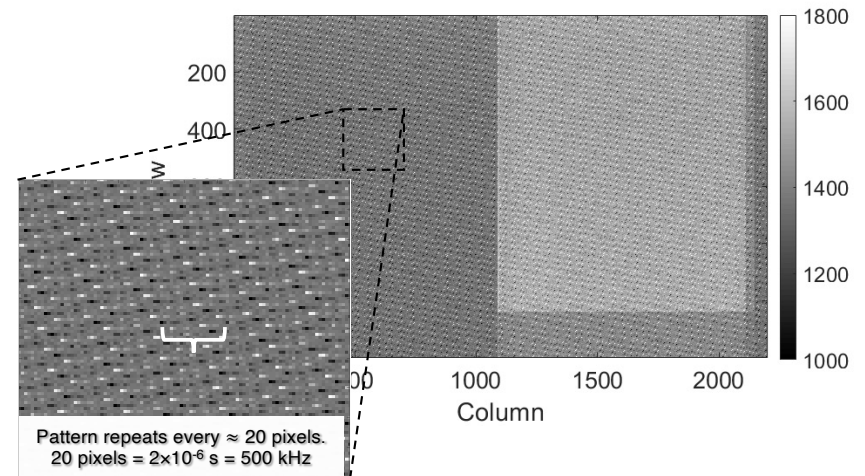 1800
1600
1400
1200
1000
200
400
w
1000
1500
2000
Column
Pattern repeats every ≈ 20 pixels.
20 pixels = 2×10⁻⁶ s = 500 kHz